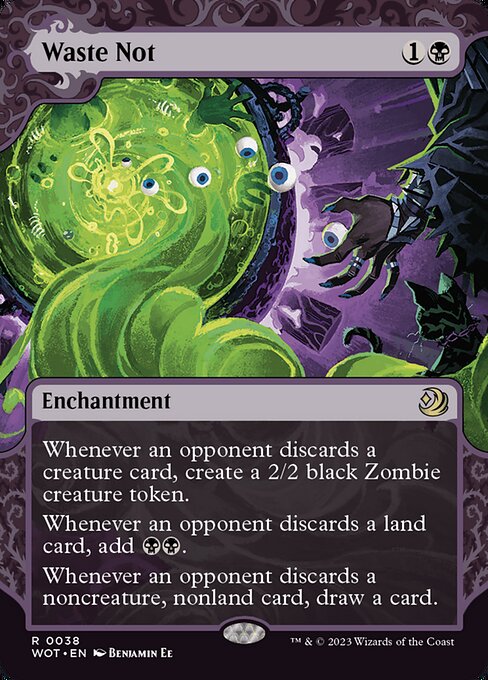 Waste Not 1
Enchantment
Whenever an opponent discards a
creature card, create a 2/2 black Zombie
creature token.
Whenever an opponent discards a land
card, add .
Whenever an opponent discards a
noncreature, nonland card, draw a card.
R 0038
WOT • EN Benjamin Ee
™ & © 2023 Wizards of the Coast